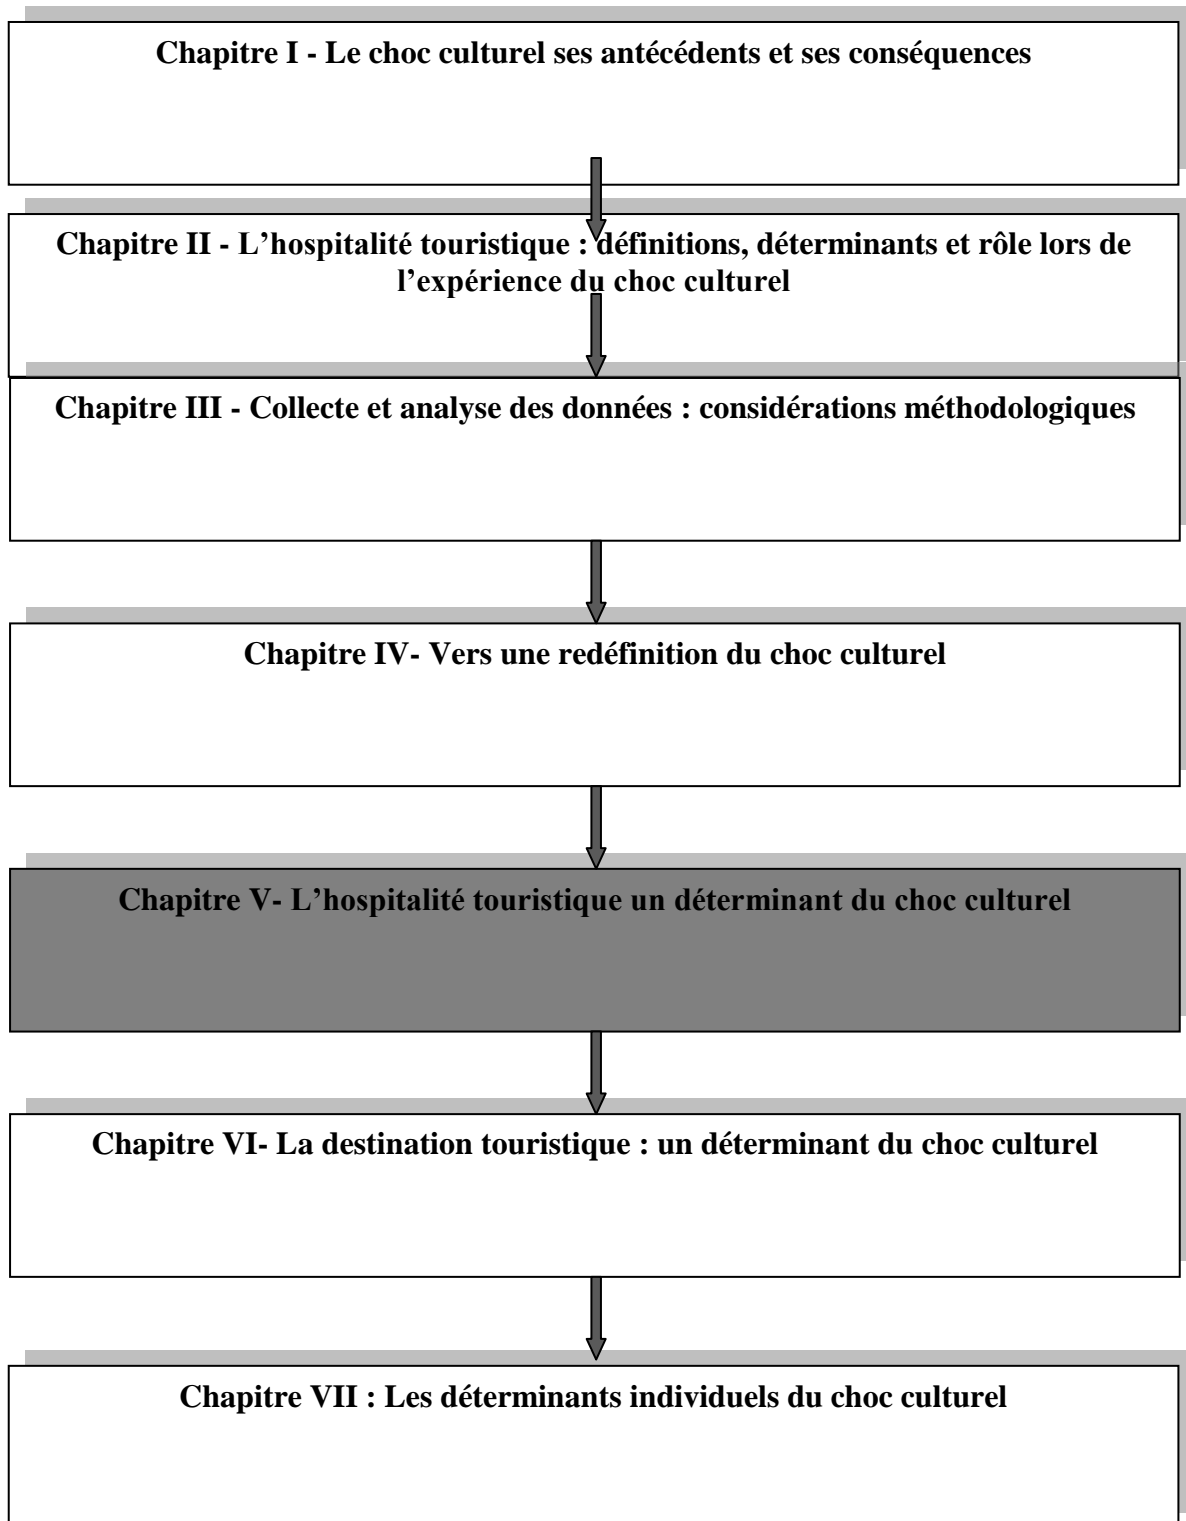 Chapitre I - Le choc culturel ses antécédents et ses conséquences
Chapitre II - L’hospitalité touristique : définitions, déterminants et rôle lors de
l’expérience du choc culturel
Chapitre III - Collecte et analyse des données : considérations méthodologiques
Chapitre IV- Vers une redéfinition du choc culturel
Chapitre V- L’hospitalité touristique un déterminant du choc culturel
Chapitre VI- La destination touristique : un déterminant du choc culturel
Chapitre VII : Les déterminants individuels du choc culturel